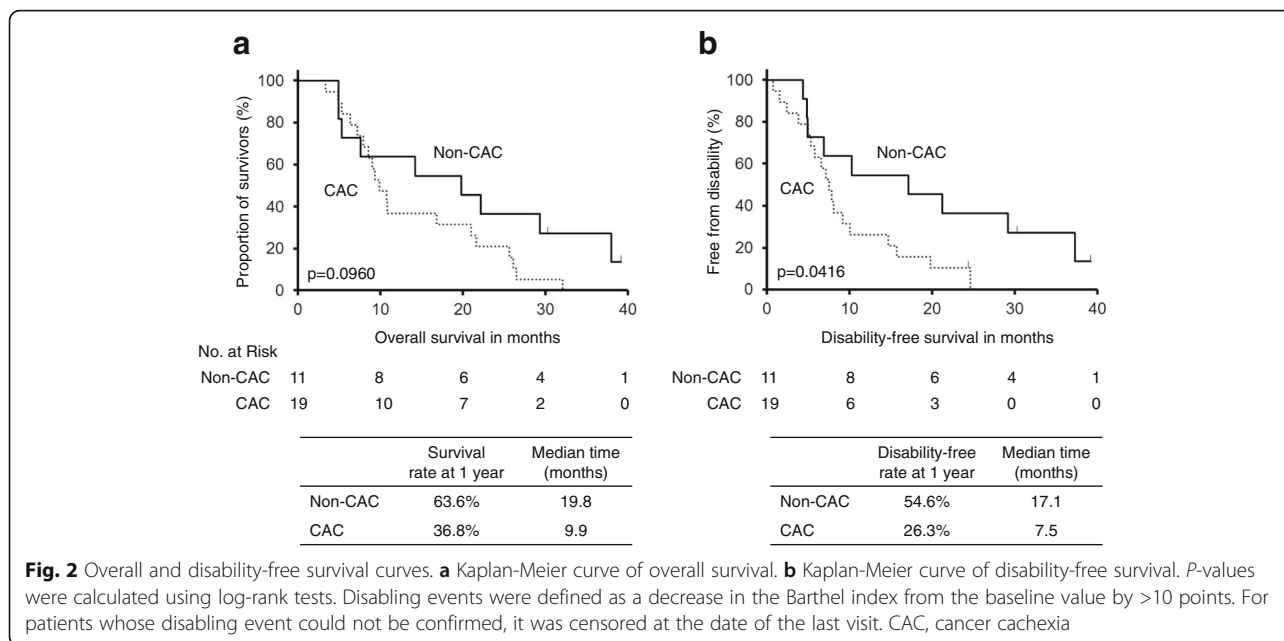 a
100
80
60
40
20
0
Proportion of survivors (%)
Non-CAC
CAC
p=0.0960
0 10 20 30 40
Overall survival in months
No. at Risk
Non-CAC 11 8 6 4 1
CAC 19 10 7 2 0
Survival rate at 1 year Median time (months)
Non-CAC 63.6% 19.8
CAC 36.8% 9.9
b
100
80
60
40
20
0
Free from disability (%)
Non-CAC
CAC
p=0.0416
0 10 20 30 40
Disability-free survival in months
Non-CAC 11 8 6 4 1
CAC 19 6 3 0 0
Disability-free rate at 1 year Median time (months)
Non-CAC 54.6% 17.1
CAC 26.3% 7.5
Fig. 2 Overall and disability-free survival curves. a Kaplan-Meier curve of overall survival. b Kaplan-Meier curve of disability-free survival. P-values
were calculated using log-rank tests. Disabling events were defined as a decrease in the Barthel index from the baseline value by >10 points. For
patients whose disabling event could not be confirmed, it was censored at the date of the last visit. CAC, cancer cachexia